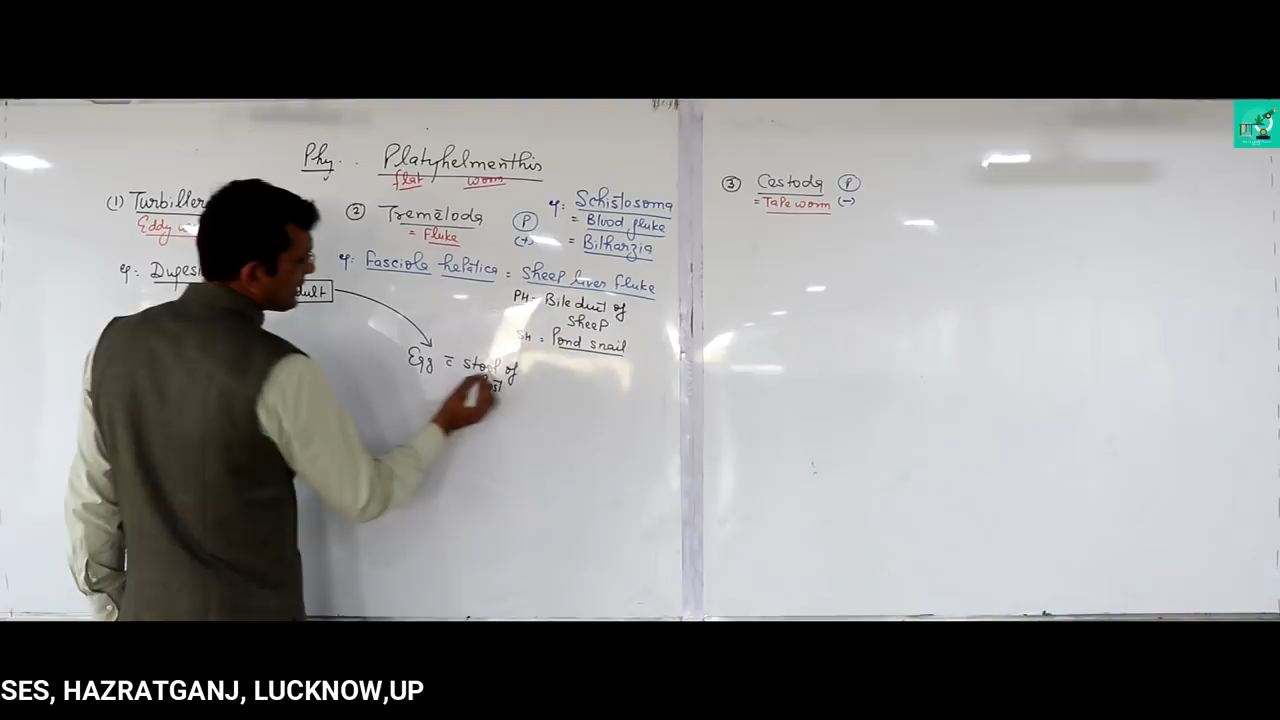 Phy. . Platyhelmenthis
flat worm
(1) Turbiller
Eddy
eg: Dugesi
② Tremetoda P
= Fluke (+)
eg: Schistosoma
= Blood fluke
= Bilharzia
eg: Fasciola hepatica = Sheep liver fluke
PH = Bile duct of
Sheep
SH = Pond snail
dult
Egg c̄ stool of
③ Cestoda P
= Tape worm (-)
SES, HAZRATGANJ, LUCKNOW,UP